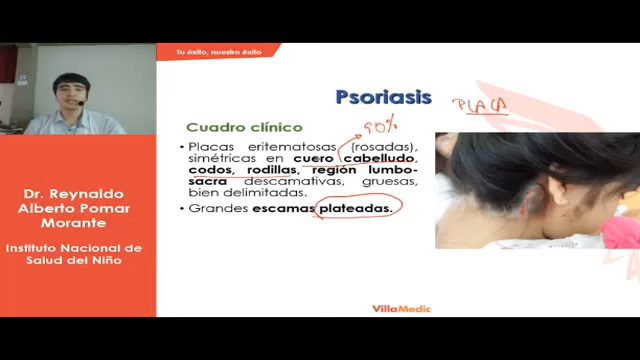 Tu éxito, nuestro éxito
Psoriasis
PLACA
90%
Cuadro clínico
• Placas eritematosas (rosadas),
simétricas en cuero cabelludo,
codos, rodillas, región lumbo-
sacra descamativas, gruesas,
bien delimitadas.
• Grandes escamas plateadas.
Dr. Reynaldo
Alberto Pomar
Morante
Instituto Nacional de
Salud del Niño
VillaMedic